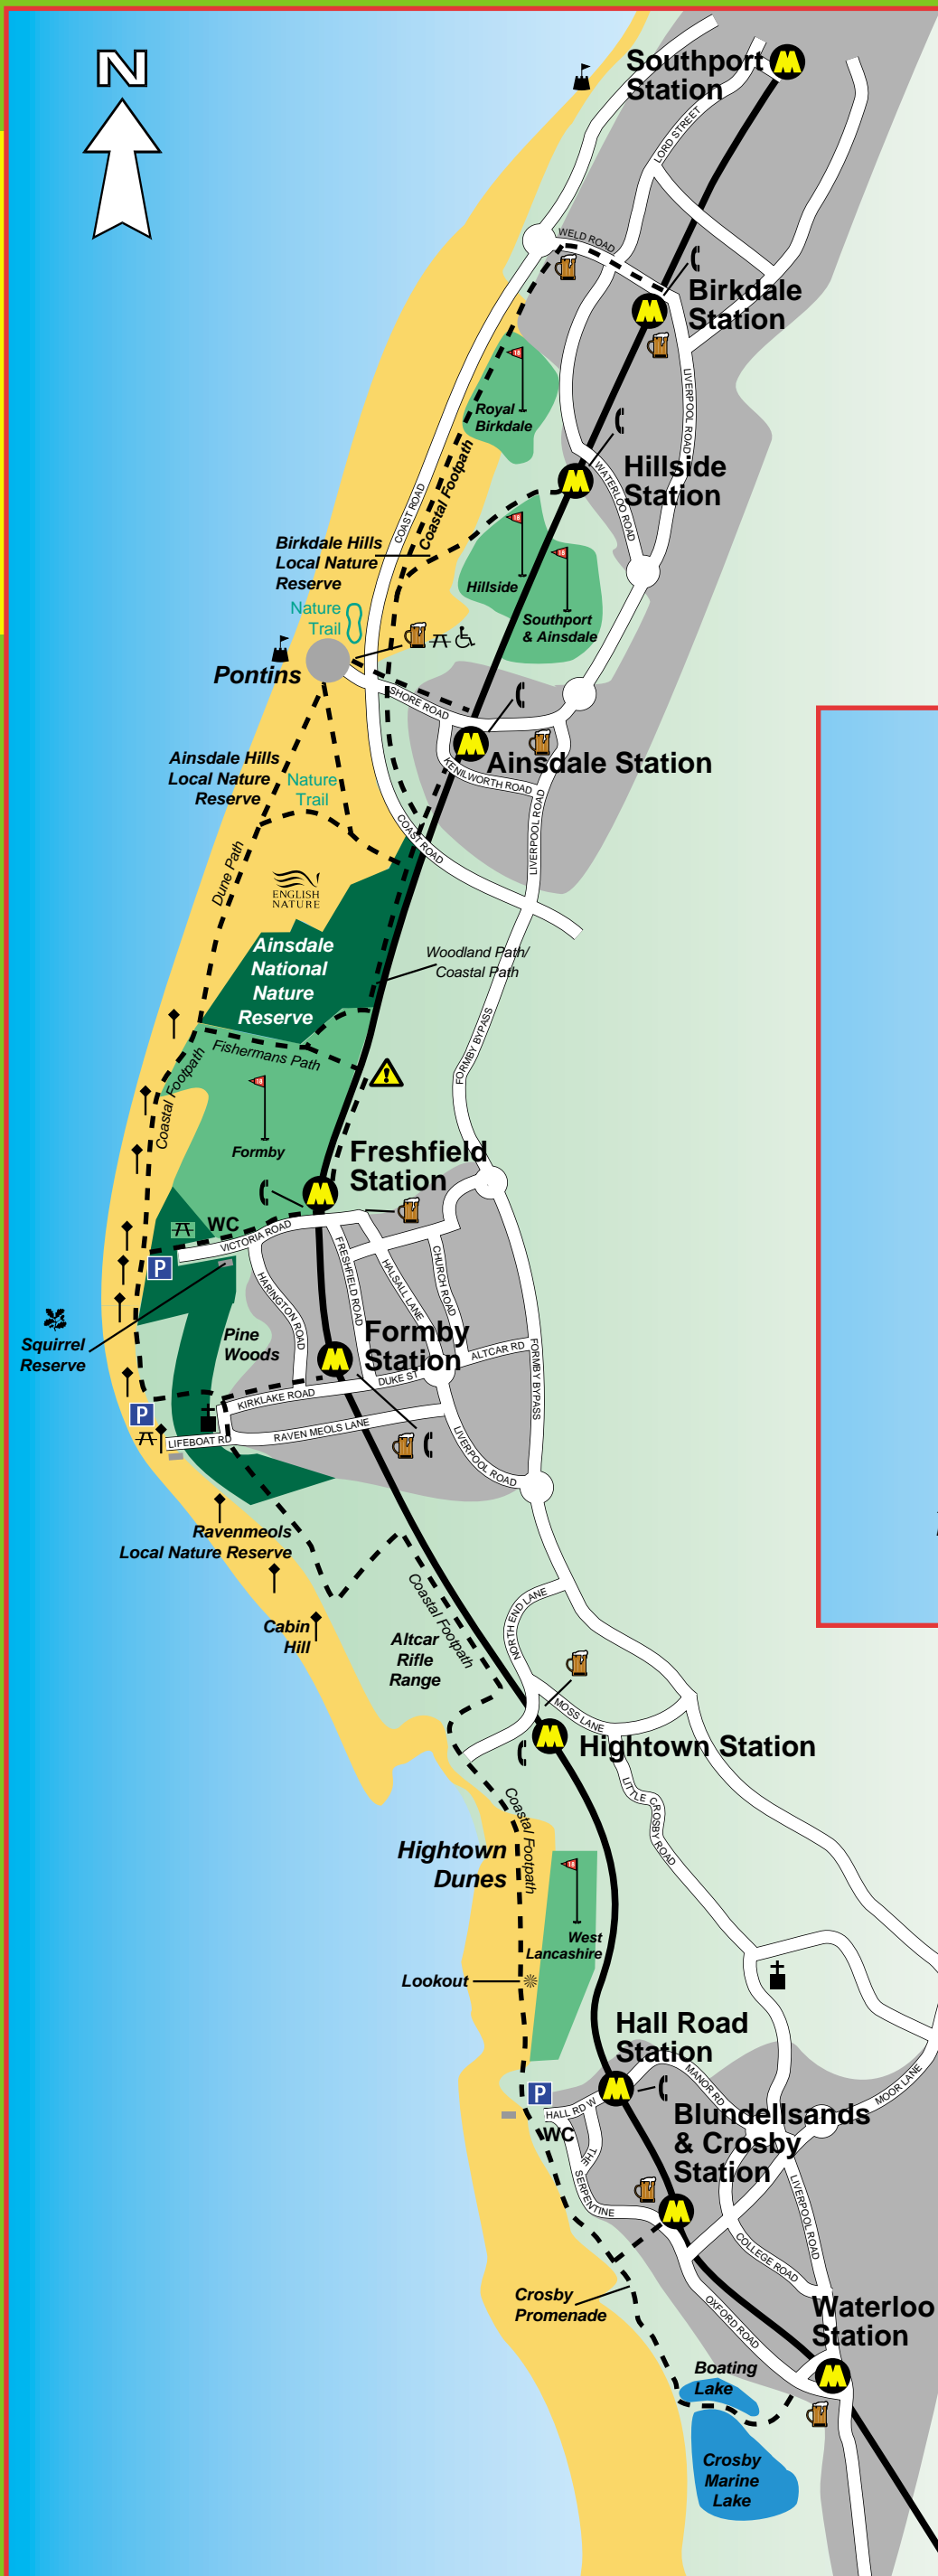 N
Southport
Station
LORD STREET
WELD ROAD
Birkdale
Station
18
Royal
Birkdale
LIVERPOOL ROAD
Hillside
Station
WATERLOO ROAD
COAST ROAD
Coastal Footpath
18
Birkdale Hills
Local Nature
Reserve
18
Hillside
Nature
Trail
Southport
& Ainsdale
Pontins
SHORE ROAD
Ainsdale Station
Ainsdale Hills
Local Nature
Reserve
KENILWORTH ROAD
Nature
Trail
LIVERPOOL ROAD
COAST ROAD
Dune Path
ENGLISH
NATURE
Ainsdale
National
Nature
Reserve
Woodland Path/
Coastal Path
FORMBY BYPASS
Fishermans Path
Coastal Footpath
18
Formby
Freshfield
Station
WC
VICTORIA ROAD
P
FRESHFIELD ROAD
HALSALL LANE
CHURCH ROAD
HARINGTON ROAD
Squirrel
Reserve
Pine
Woods
Formby
Station
ALTCAR RD
FORMBY BYPASS
DUKE ST
KIRKLAKE ROAD
P
RAVEN MEOLS LANE
LIFEBOAT RD
LIVERPOOL ROAD
Ravenmeols
Local Nature Reserve
Coastal Footpath
NORTH END LANE
Cabin
Hill
Altcar
Rifle
Range
MOSS LANE
Hightown Station
LITTLE CROSBY ROAD
Coastal Footpath
Hightown
Dunes
18
West
Lancashire
Lookout
Hall Road
Station
MANOR RD
MOOR LANE
P
HALL RD W
WC
Blundellsands
& Crosby
Station
THE
SERPENTINE
LIVERPOOL ROAD
COLLEGE ROAD
Crosby
Promenade
OXFORD ROAD
Waterloo
Station
Boating
Lake
Crosby
Marine
Lake